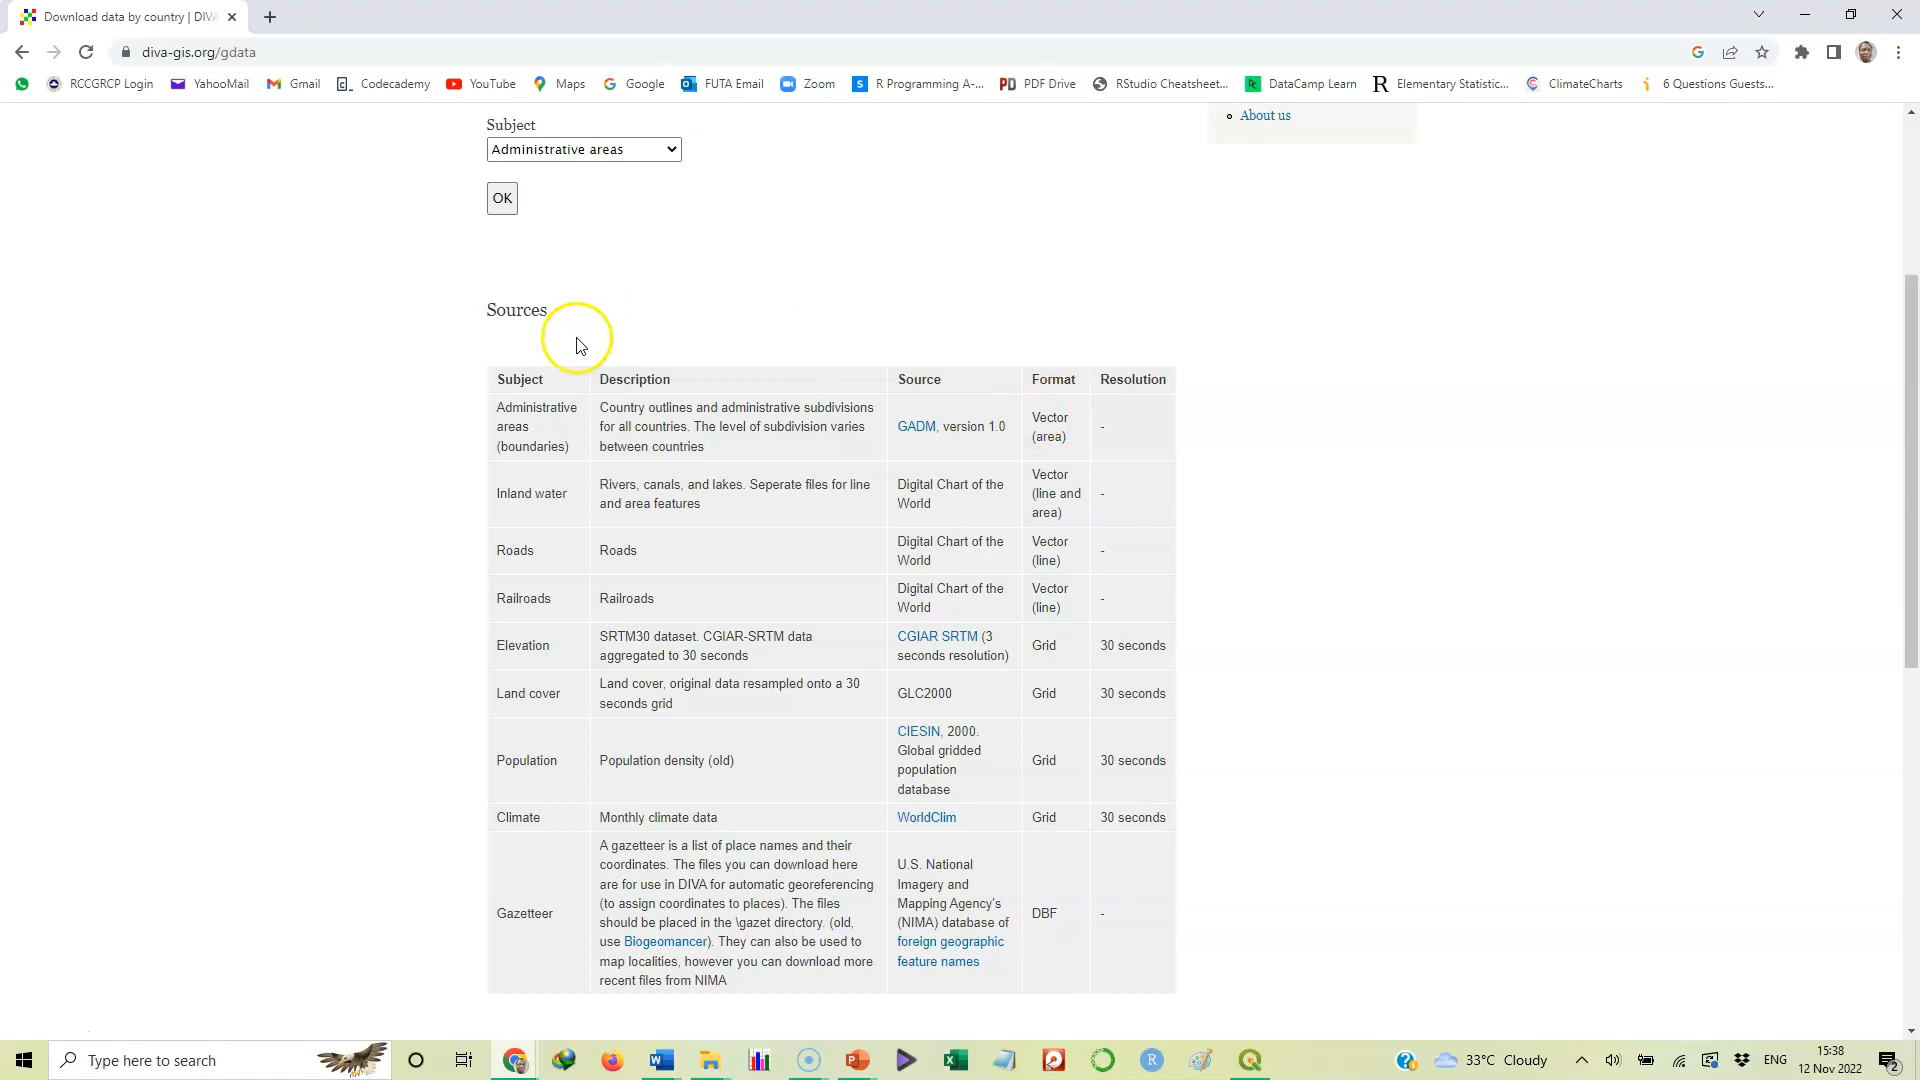 Download data by country | DIVA
diva-gis.org/gdata
RCCGRCP Login YahooMail Gmail Codecademy YouTube Maps Google FUTA Email Zoom R Programming A-... PDF Drive RStudio Cheatsheet... DataCamp Learn Elementary Statistic... ClimateCharts 6 Questions Guests...
Subject
Administrative areas
OK
About us
Sources
Subject Description Source Format Resolution
Administrative
areas
(boundaries)
Country outlines and administrative subdivisions
for all countries. The level of subdivision varies
between countries
GADM, version 1.0
Vector
(area)
-
Inland water
Rivers, canals, and lakes. Seperate files for line
and area features
Digital Chart of the
World
Vector
(line and
area)
-
Roads
Roads
Digital Chart of the
World
Vector
(line)
-
Railroads
Railroads
Digital Chart of the
World
Vector
(line)
-
Elevation
SRTM30 dataset. CGIAR-SRTM data
aggregated to 30 seconds
CGIAR SRTM (3
seconds resolution)
Grid
30 seconds
Land cover
Land cover, original data resampled onto a 30
seconds grid
GLC2000
Grid
30 seconds
Population
Population density (old)
CIESIN, 2000.
Global gridded
population
database
Grid
30 seconds
Climate
Monthly climate data
WorldClim
Grid
30 seconds
Gazetteer
A gazetteer is a list of place names and their
coordinates. The files you can download here
are for use in DIVA for automatic georeferencing
(to assign coordinates to places). The files
should be placed in the \gazet directory. (old,
use Biogeomancer). They can also be used to
map localities, however you can download more
recent files from NIMA
U.S. National
Imagery and
Mapping Agency's
(NIMA) database of
foreign geographic
feature names
DBF
-
Type here to search
33°C Cloudy
ENG
15:38
12 Nov 2022
2